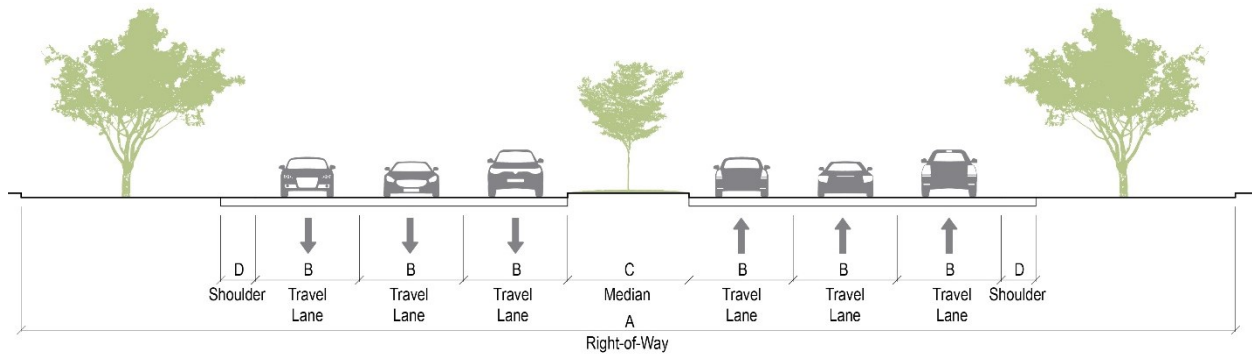 D B B B C B B B D
Shoulder Travel Travel Travel Median Travel Travel Travel Shoulder
Lane Lane Lane Lane Lane Lane
A
Right-of-Way